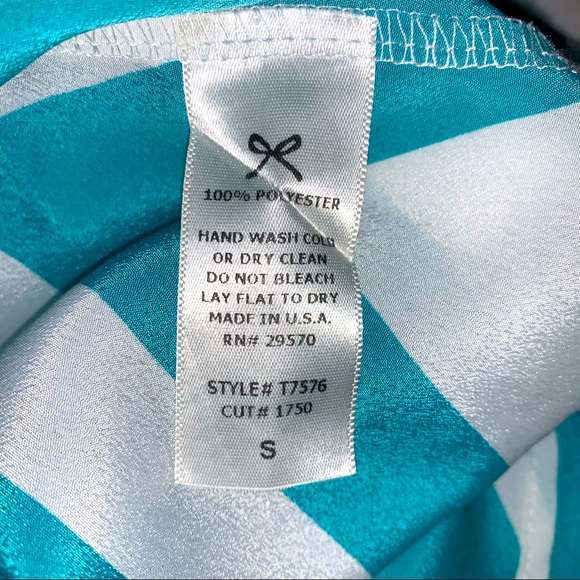 100% POLYESTER
HAND WASH COLD
OR DRY CLEAN
DO NOT BLEACH
LAY FLAT TO DRY
MADE IN U.S.A.
RN# 29570
STYLE# T7576
CUT# 1750
S